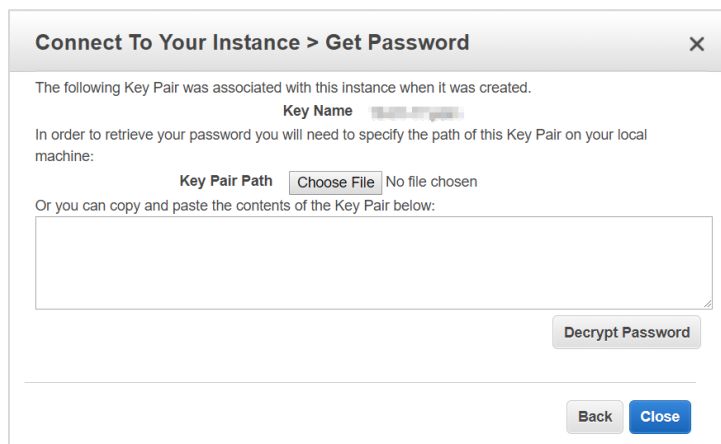 Connect To Your Instance > Get Password
The following Key Pair was associated with this instance when it was created.
Key Name
In order to retrieve your password you will need to specify the path of this Key Pair on your local
machine:
Key Pair Path Choose File No file chosen
Or you can copy and paste the contents of the Key Pair below:
Decrypt Password
Back Close